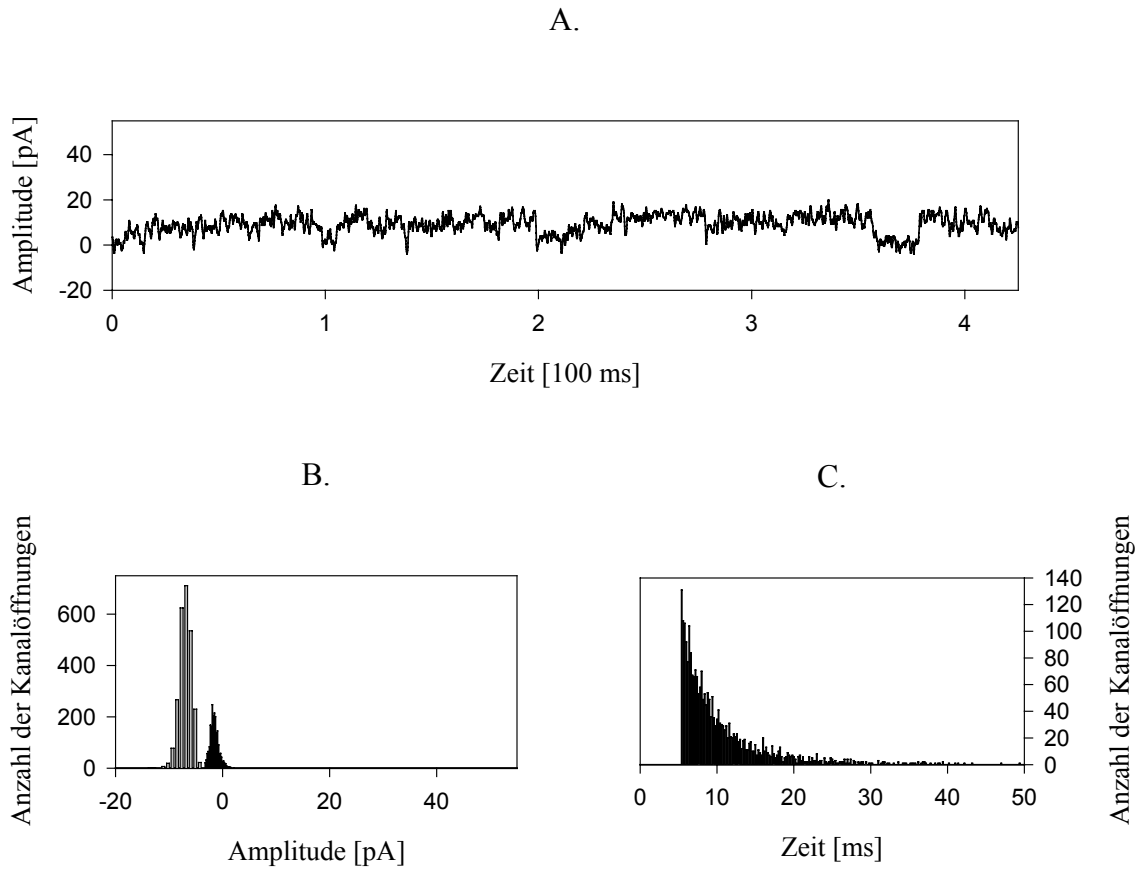 A.
Amplitude [pA]
40
20
0
-20
0 1 2 3 4
Zeit [100 ms]
B.
C.
Anzahl der Kanalöffnungen
600
400
200
0
-20 0 20 40
Amplitude [pA]
140
120
100
80
60
40
20
0
0 10 20 30 40 50
Zeit [ms]
Anzahl der Kanalöffnungen